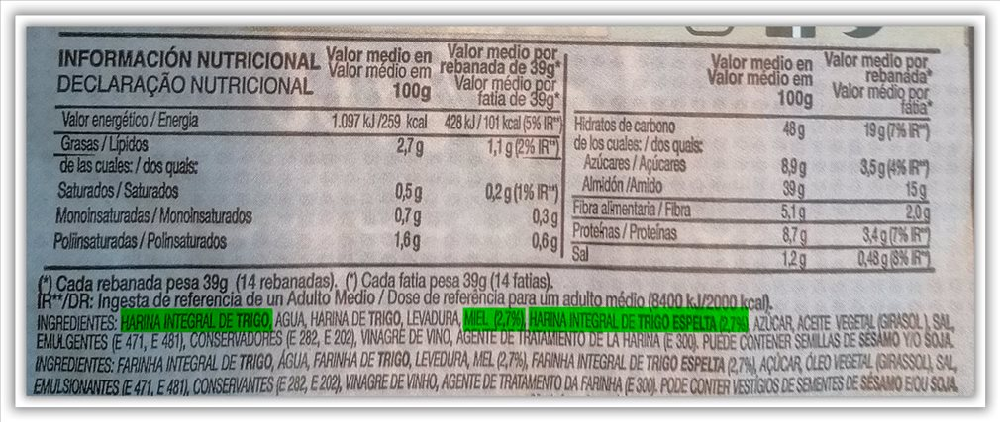 INFORMACIÓN NUTRICIONAL
DECLARAÇÃO NUTRICIONAL
Valor medio en
Valor médio em
100g
Valor medio por
rebanada de 39g*
Valor médio por
fatia de 39g*
Valor energético / Energia 1.097 kJ /259 kcal 428 kJ / 101 kcal (5% IR**)
Grasas / Lípidos 2,7 g 1,1 g (2% IR**)
de las cuales: / dos quais:
Saturados / Saturados 0,5 g 0,2 g (1% IR**)
Monoinsaturadas / Monoinsaturados 0,7 g 0,3 g
Poliinsaturadas / Polinsaturados 1,6 g 0,6 g
Valor medio en
Valor médio em
100g
Valor medio por
rebanada*
Valor médio por
fatia*
Hidratos de carbono 48 g 19 g (7% IR**)
de los cuales: / dos quais:
Azúcares / Açúcares 8,9 g 3,5 g (4% IR**)
Almidón /Amido 39 g 15 g
Fibra alimentaria / Fibra 5,1 g 2,0 g
Proteínas / Proteínas 8,7 g 3,4 g (7% IR**)
Sal 1,2 g 0,48 g (8% IR**)
(*) Cada rebanada pesa 39g (14 rebanadas). (*) Cada fatia pesa 39g (14 fatias).
IR**/DR: Ingesta de referencia de un Adulto Medio / Dose de referência para um adulto médio (8400 kJ/2000 kcal).
INGREDIENTES: HARINA INTEGRAL DE TRIGO, AGUA, HARINA DE TRIGO, LEVADURA, MIEL (2,7%), HARINA INTEGRAL DE TRIGO ESPELTA (2,7%), AZÚCAR, ACEITE VEGETAL (GIRASOL), SAL,
EMULGENTES (E 471, E 481), CONSERVADORES (E 282, E 202), VINAGRE DE VINO, AGENTE DE TRATAMIENTO DE LA HARINA (E 300). PUEDE CONTENER SEMILLAS DE SÉSAMO Y/O SOJA.
INGREDIENTES: FARINHA INTEGRAL DE TRIGO, ÁGUA, FARINHA DE TRIGO, LEVEDURA, MEL (2,7%), FARINHA INTEGRAL DE TRIGO ESPELTA (2,7%), AÇÚCAR, ÓLEO VEGETAL (GIRASSOL), SAL,
EMULSIONANTES (E 471, E 481), CONSERVANTES (E 282, E 202), VINAGRE DE VINHO, AGENTE DE TRATAMENTO DA FARINHA (E 300). PODE CONTER VESTÍGIOS DE SEMENTES DE SÉSAMO E/OU SOJA.